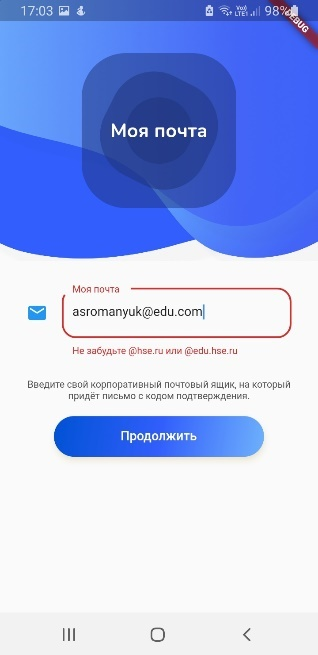 17:03
98%
DEBUG
Моя почта
Моя почта
asromanyuk@edu.com
Не забудьте @hse.ru или @edu.hse.ru
Введите свой корпоративный почтовый ящик, на который
придёт письмо с кодом подтверждения.
Продолжить